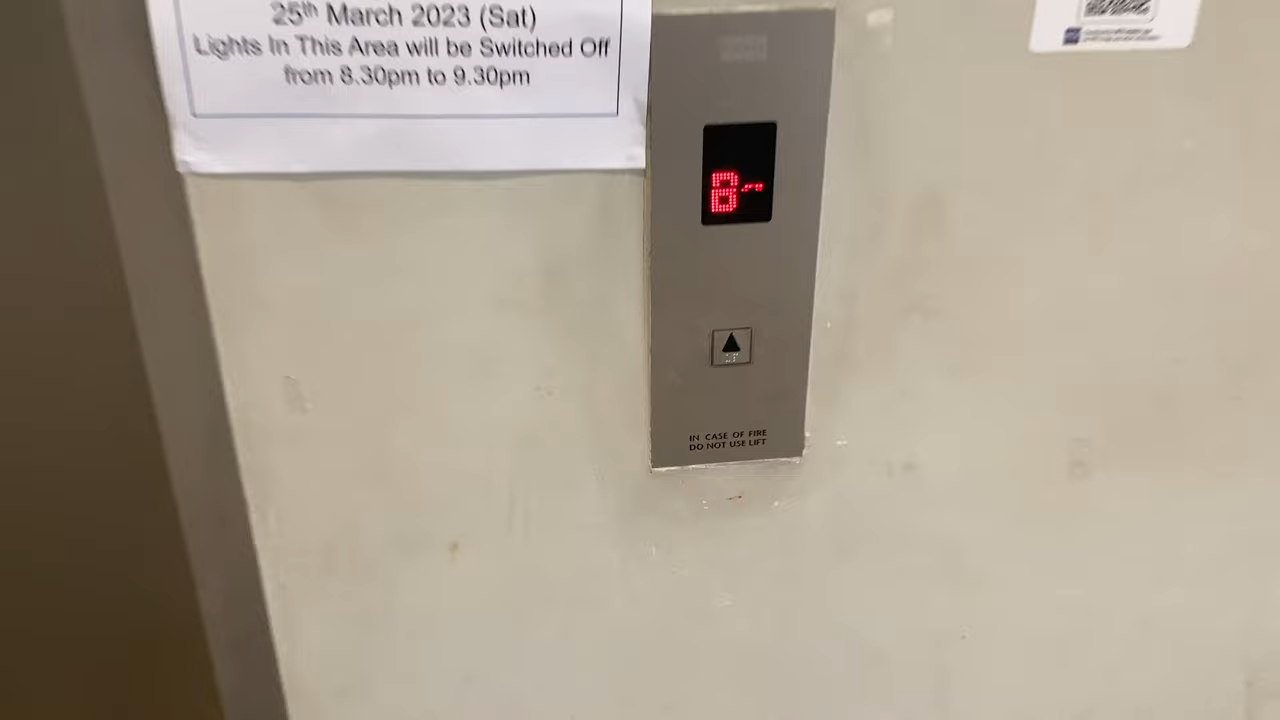 25th March 2023 (Sat)
Lights In This Area will be Switched Off
from 8.30pm to 9.30pm
IN CASE OF FIRE
DO NOT USE LIFT